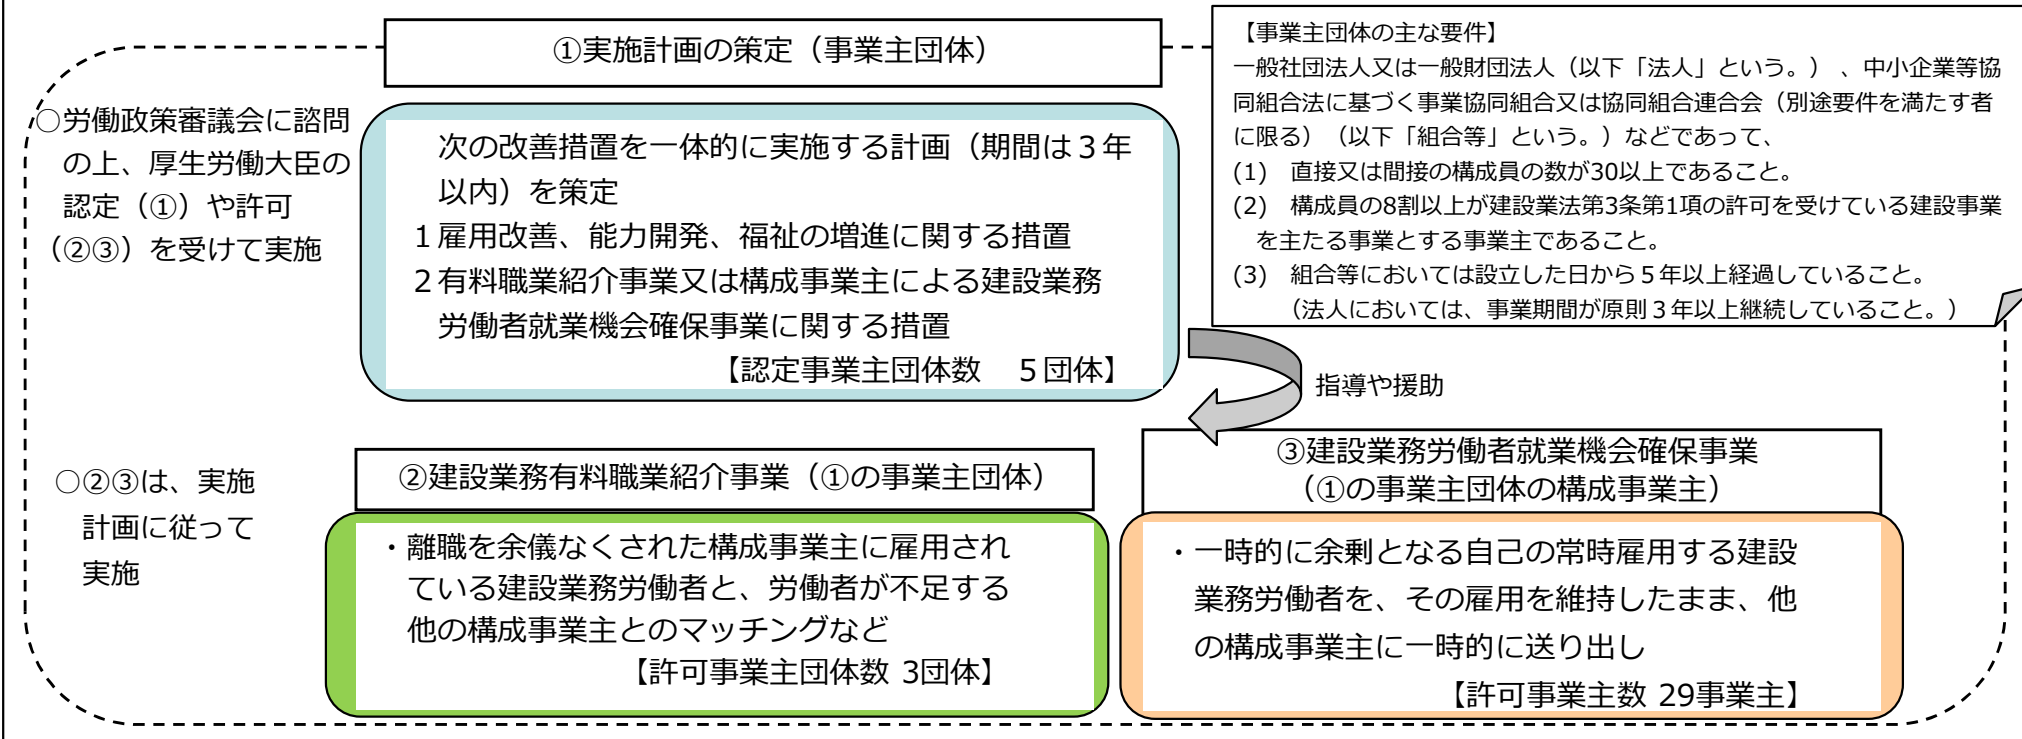 ①実施計画の策定（事業主団体）
○労働政策審議会に諮問
の上、厚生労働大臣の
認定（①）や許可
（②③）を受けて実施
次の改善措置を一体的に実施する計画（期間は３年
以内）を策定
１雇用改善、能力開発、福祉の増進に関する措置
２有料職業紹介事業又は構成事業主による建設業務
労働者就業機会確保事業に関する措置
【認定事業主団体数　５団体】
【事業主団体の主な要件】
一般社団法人又は一般財団法人（以下「法人」という。）、中小企業等協
同組合法に基づく事業協同組合又は協同組合連合会（別途要件を満たす者
に限る）（以下「組合等」という。）などであって、
(1)　直接又は間接の構成員の数が30以上であること。
(2)　構成員の8割以上が建設業法第3条第1項の許可を受けている建設事業
を主たる事業とする事業主であること。
(3)　組合等においては設立した日から５年以上経過していること。
（法人においては、事業期間が原則３年以上継続していること。）
指導や援助
○②③は、実施
計画に従って
実施
②建設業務有料職業紹介事業（①の事業主団体）
・離職を余儀なくされた構成事業主に雇用され
ている建設業務労働者と、労働者が不足する
他の構成事業主とのマッチングなど
【許可事業主団体数 3団体】
③建設業務労働者就業機会確保事業
（①の事業主団体の構成事業主）
・一時的に余剰となる自己の常時雇用する建設
業務労働者を、その雇用を維持したまま、他
の構成事業主に一時的に送り出し
【許可事業主数 29事業主】